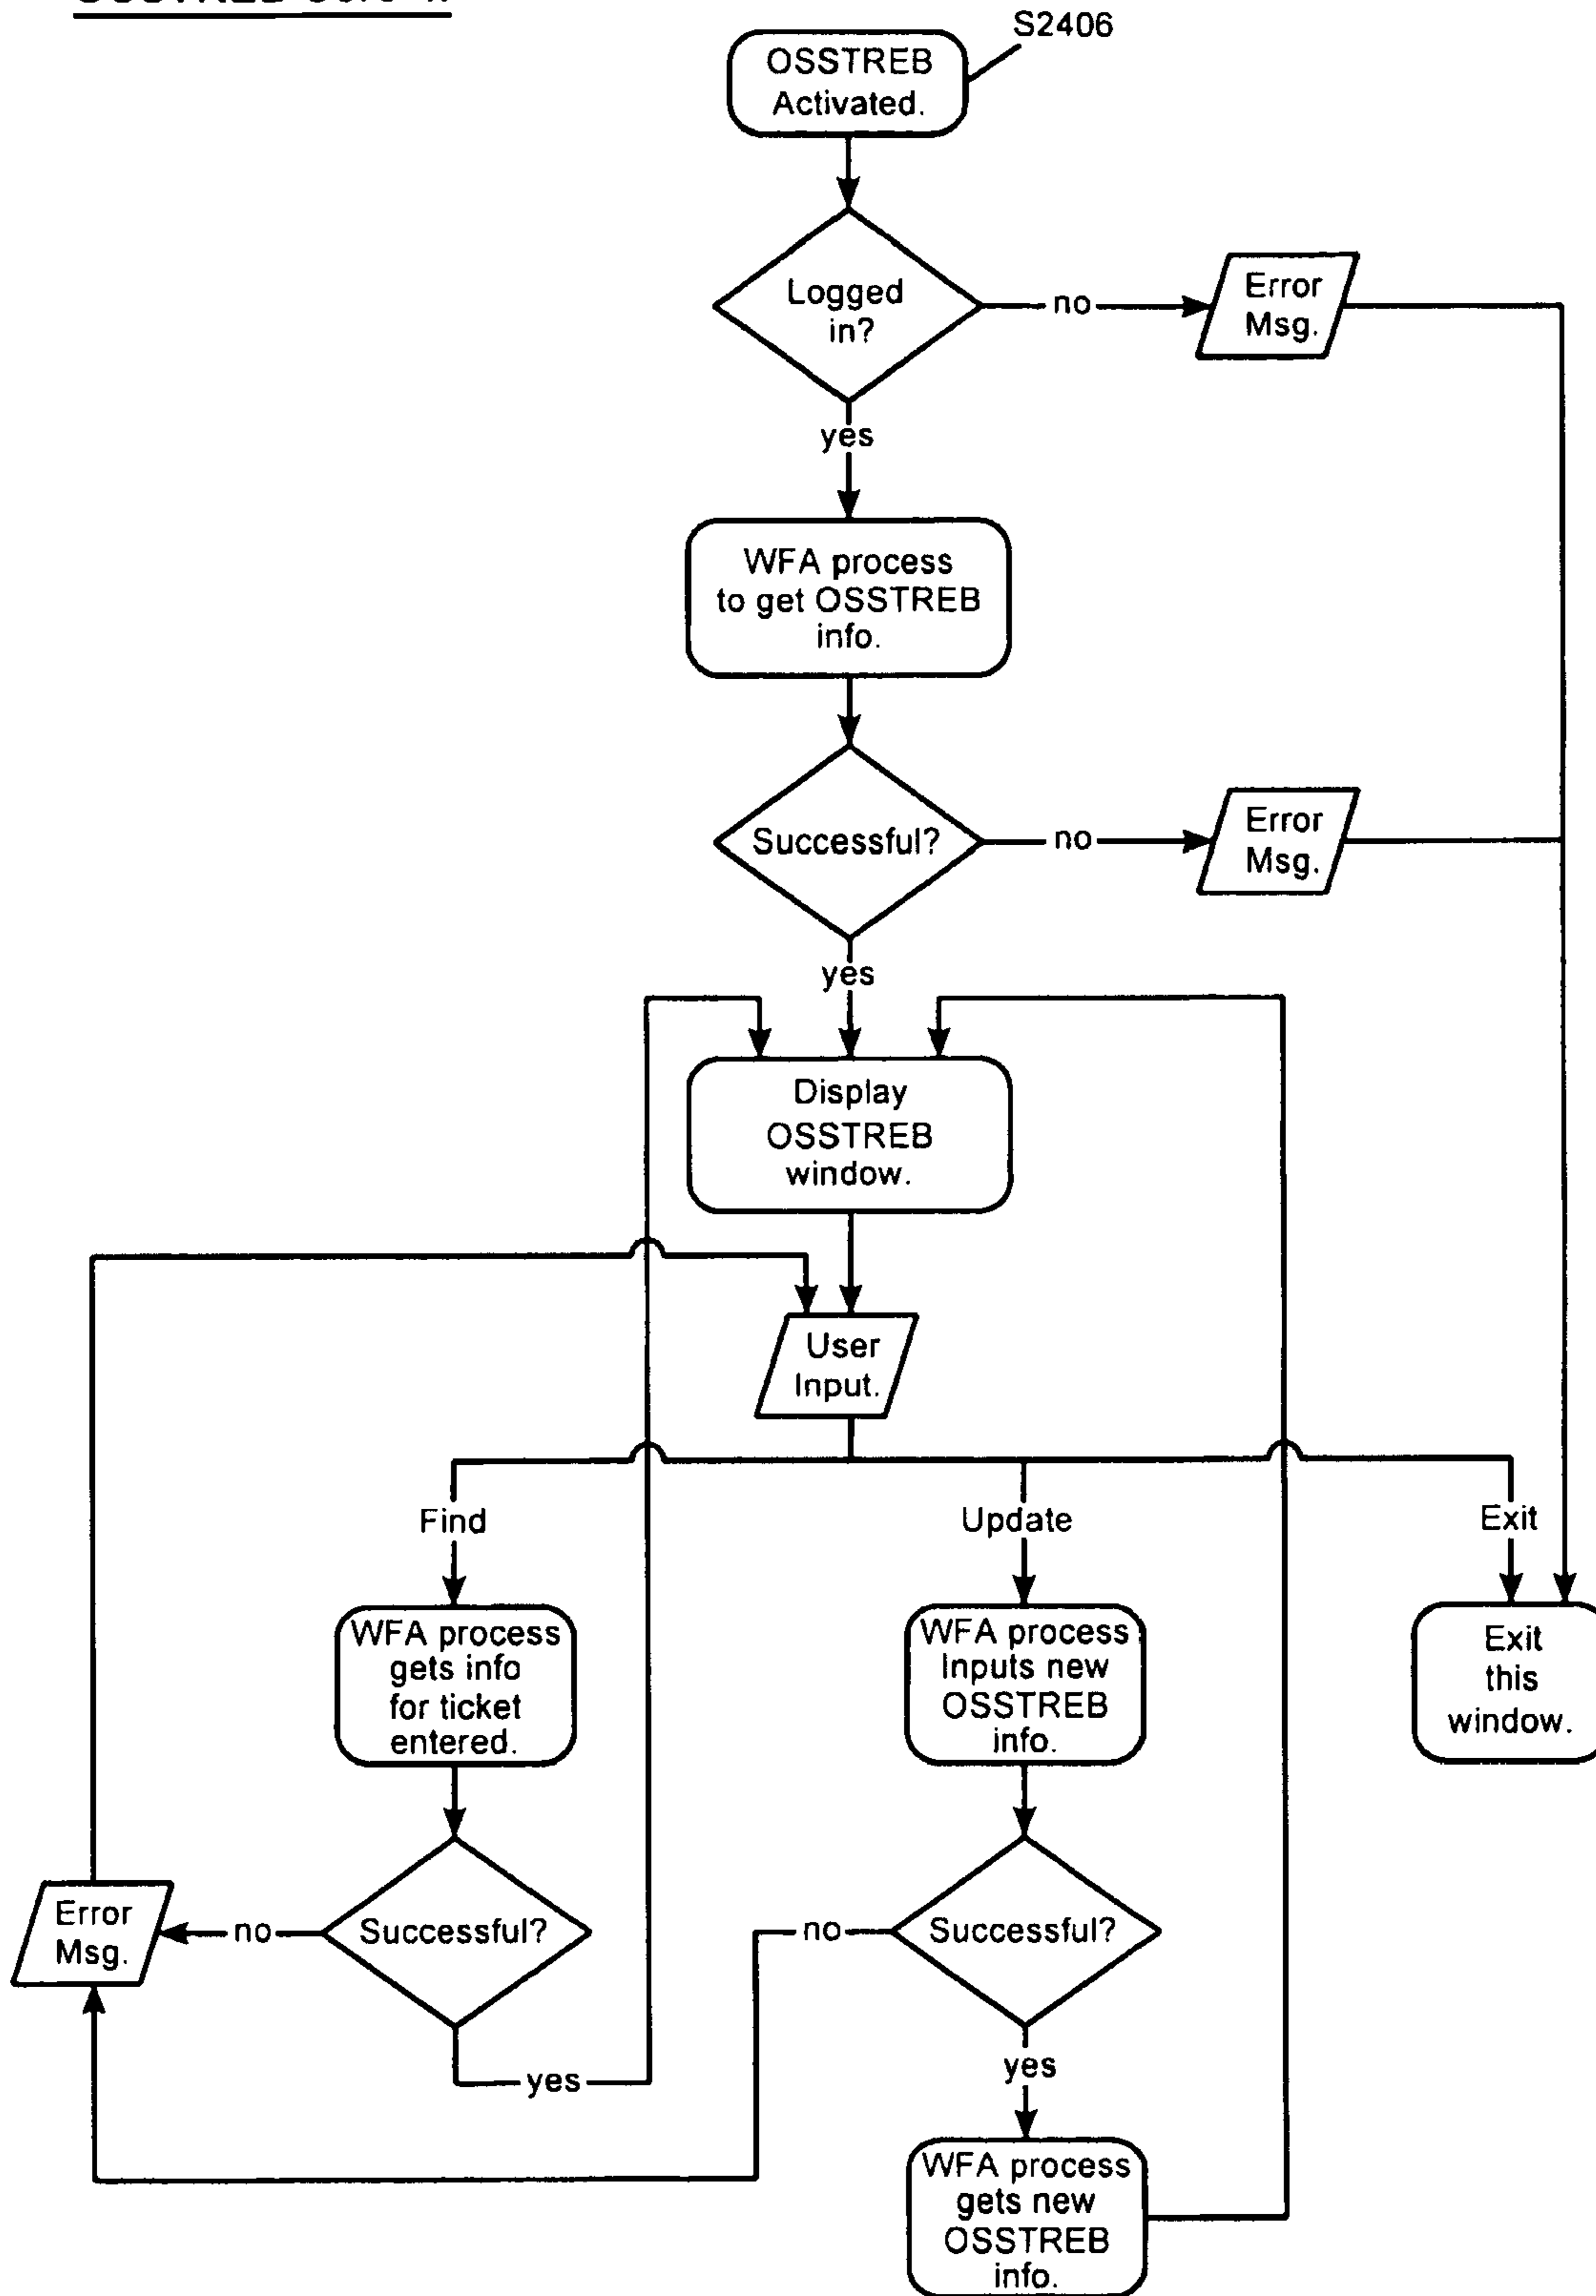 S2406
OSSTREB
Activated.
Logged
in?
no
Error
Msg.
yes
WFA process
to get OSSTREB
info.
Successful?
no
Error
Msg.
yes
Display
OSSTREB
window.
User
Input.
Find
Update
Exit
WFA process
gets info
for ticket
entered.
WFA process
Inputs new
OSSTREB
info.
Exit
this
window.
Error
Msg.
no
Successful?
no
Successful?
yes
yes
WFA process
gets new
OSSTREB
info.